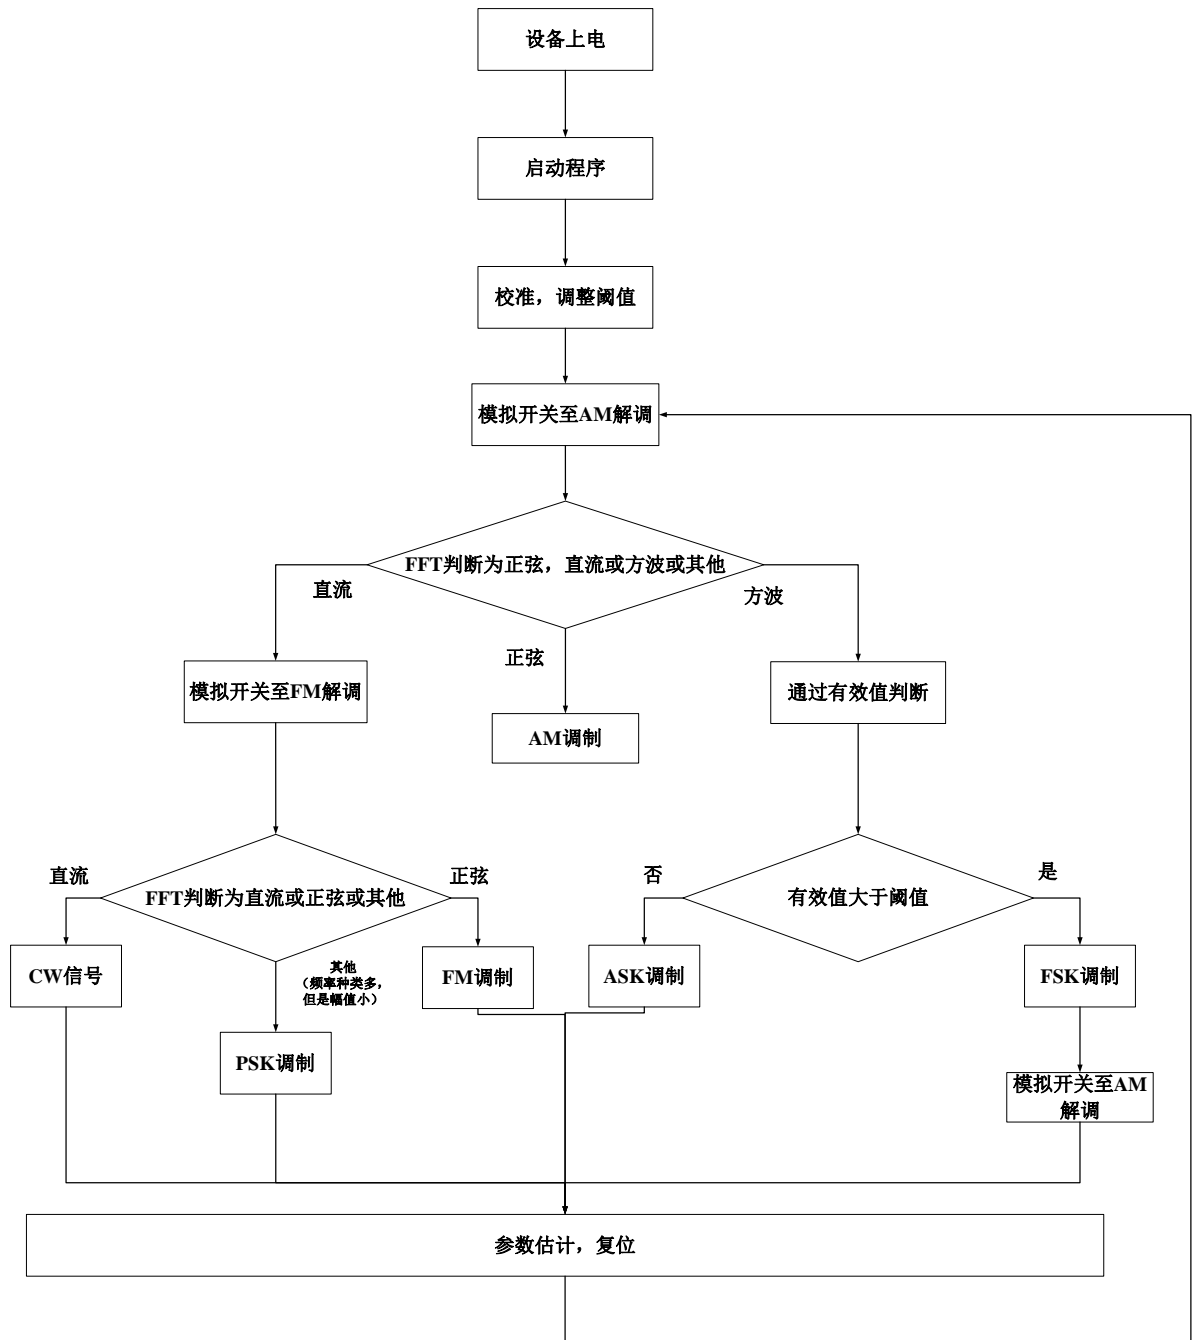 设备上电
启动程序
校准，调整阈值
模拟开关至AM解调
FFT判断为正弦，直流或方波或其他
直流
方波
正弦
模拟开关至FM解调
通过有效值判断
AM调制
直流
FFT判断为直流或正弦或其他
正弦
否
有效值大于阈值
是
CW信号
其他
（频率种类多，
但是幅值小）
FM调制
ASK调制
FSK调制
PSK调制
模拟开关至AM
解调
参数估计，复位